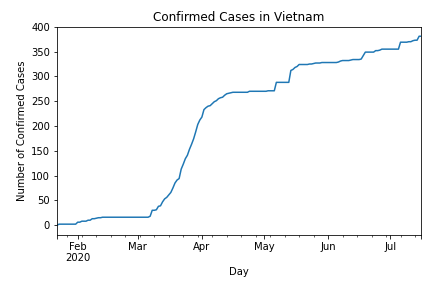 Confirmed Cases in Vietnam
400
350
300
250
200
150
100
50
0
Number of Confirmed Cases
Feb Mar Apr May Jun Jul
2020
Day